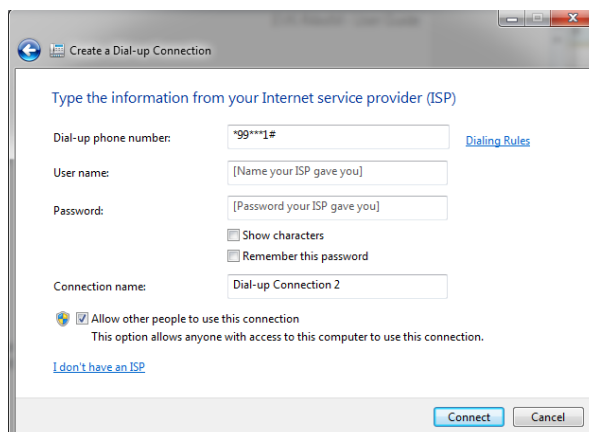 Create a Dial-up Connection
Type the information from your Internet service provider (ISP)
Dial-up phone number: *99***1# Dialing Rules
User name: [Name your ISP gave you]
Password: [Password your ISP gave you]
Show characters
Remember this password
Connection name: Dial-up Connection 2
Allow other people to use this connection
This option allows anyone with access to this computer to use this connection.
I don't have an ISP
Connect Cancel